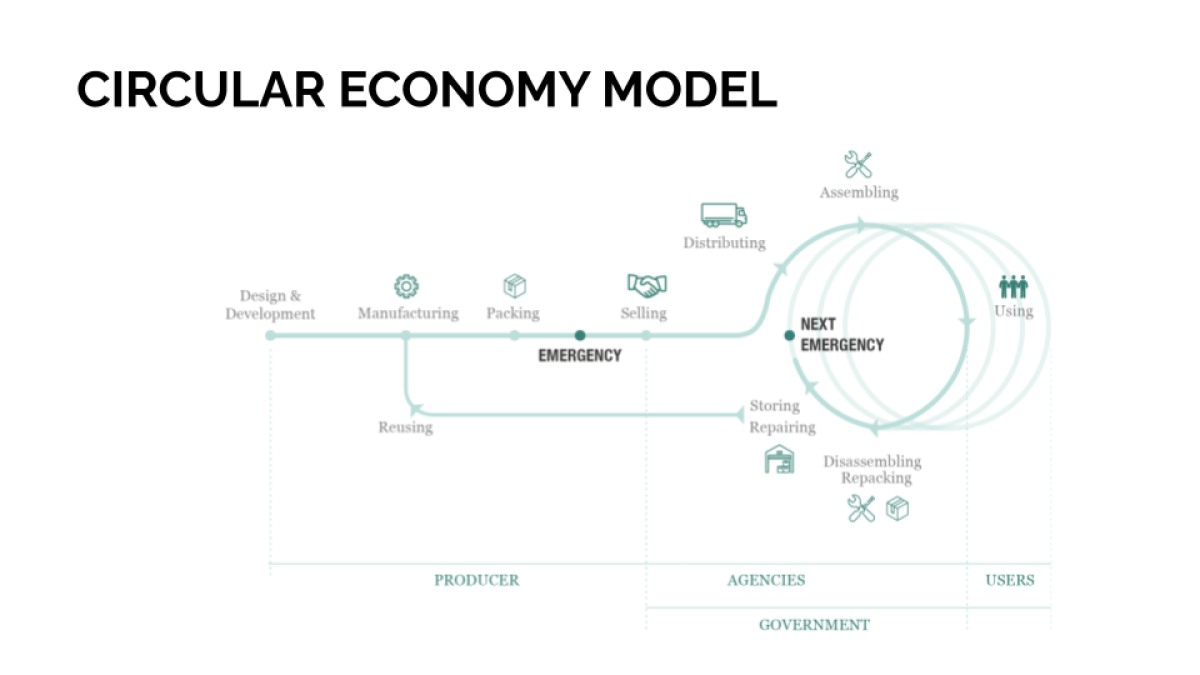 CIRCULAR ECONOMY MODEL
Assembling
Distributing
Design &
Development
Manufacturing
Packing
Selling
Using
EMERGENCY
NEXT
EMERGENCY
Reusing
Storing
Repairing
Disassembling
Repacking
PRODUCER
AGENCIES
USERS
GOVERNMENT